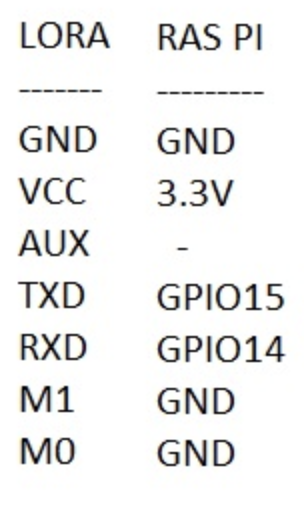 LORA RAS PI
------- ---------
GND GND
VCC 3.3V
AUX -
TXD GPIO15
RXD GPIO14
M1 GND
M0 GND